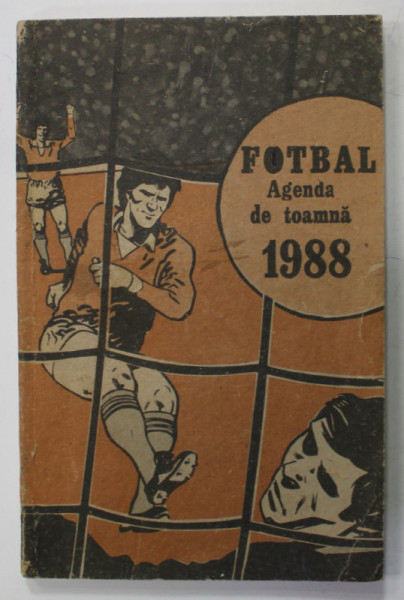 FOTBAL
Agenda
de toamnă
1988